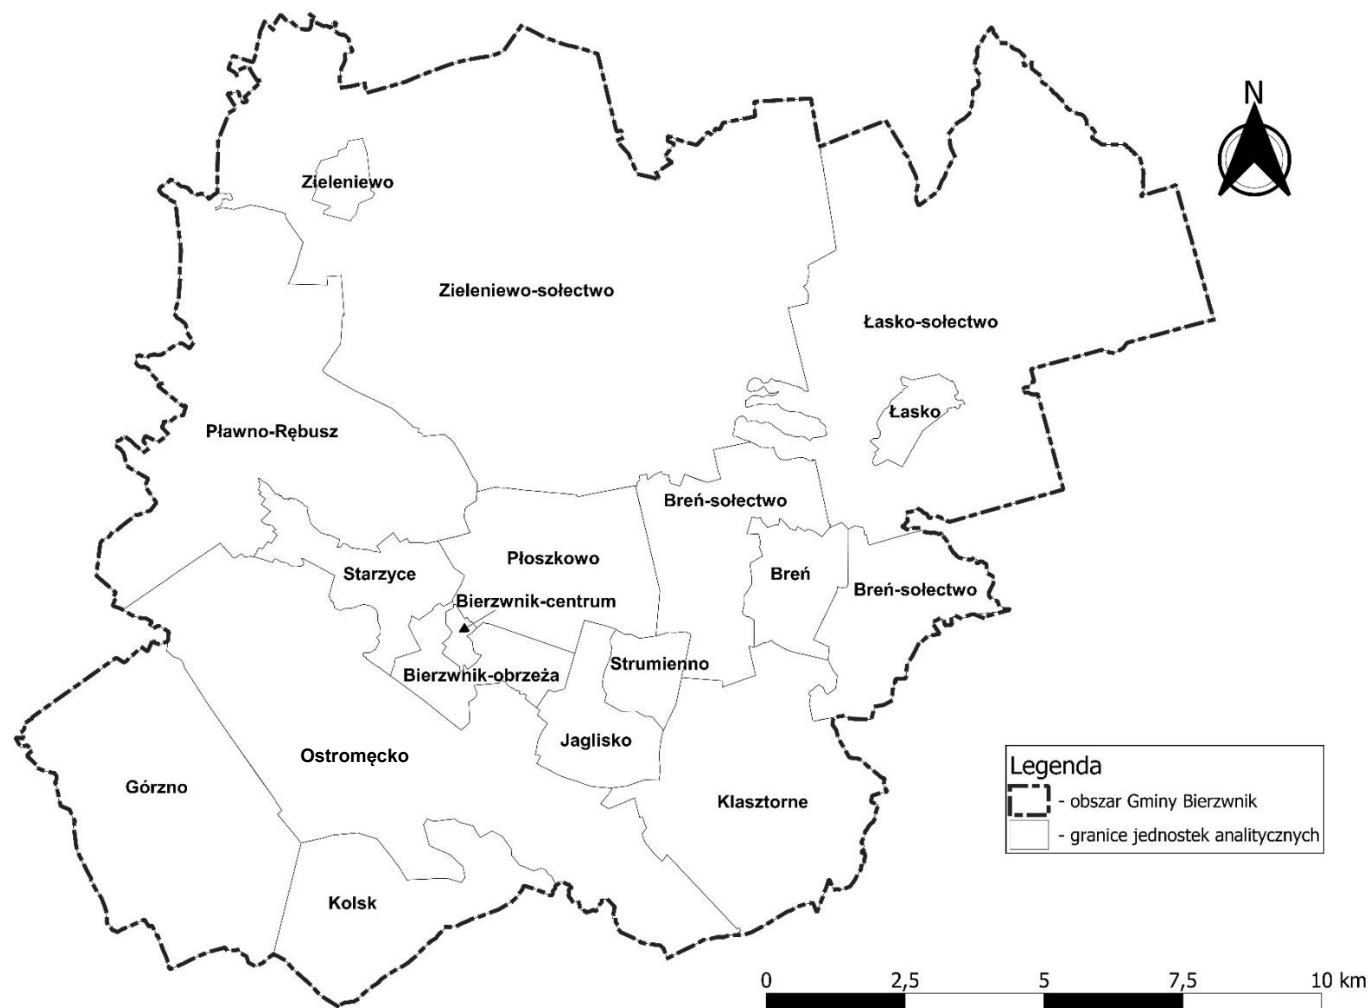 N
Zieleniewo
Zieleniewo-sołectwo
Łasko-sołectwo
Łasko
Pławno-Rębusz
Breń-sołectwo
Płoszkowo
Starzyce
Breń
Breń-sołectwo
Bierzwnik-centrum
Strumienno
Bierzwnik-obrzeża
Jaglisko
Ostromęcko
Górzno
Klasztorne
Kolsk
Legenda
- obszar Gminy Bierzwnik
- granice jednostek analitycznych
0 2,5 5 7,5 10 km